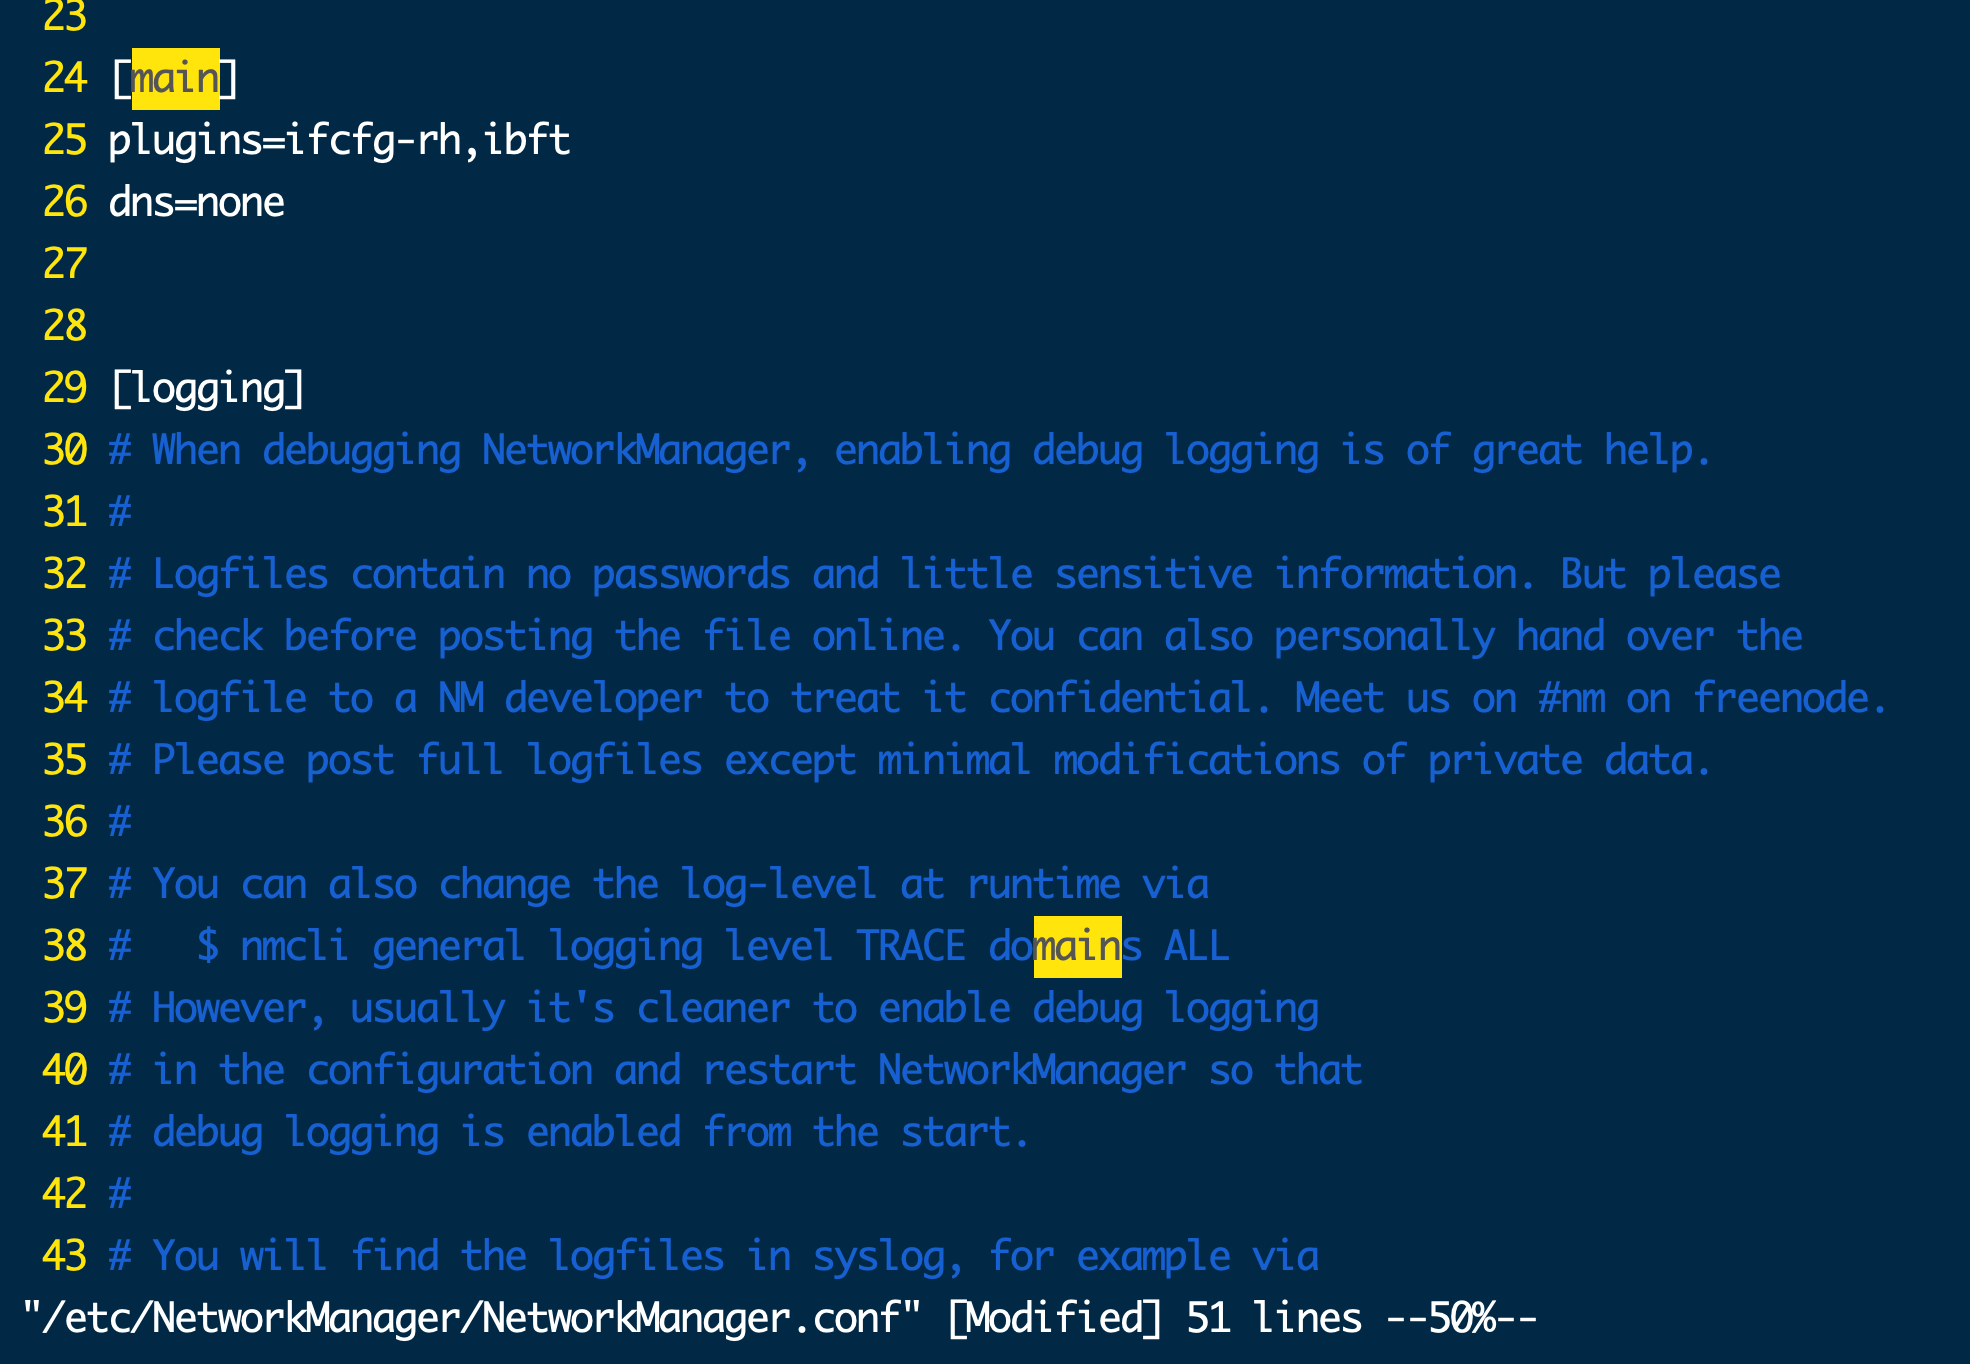 23
24 [main]
25 plugins=ifcfg-rh,ibft
26 dns=none
27
28
29 [logging]
30 # When debugging NetworkManager, enabling debug logging is of great help.
31 #
32 # Logfiles contain no passwords and little sensitive information. But please
33 # check before posting the file online. You can also personally hand over the
34 # logfile to a NM developer to treat it confidential. Meet us on #nm on freenode.
35 # Please post full logfiles except minimal modifications of private data.
36 #
37 # You can also change the log-level at runtime via
38 #   $ nmcli general logging level TRACE domains ALL
39 # However, usually it's cleaner to enable debug logging
40 # in the configuration and restart NetworkManager so that
41 # debug logging is enabled from the start.
42 #
43 # You will find the logfiles in syslog, for example via
"/etc/NetworkManager/NetworkManager.conf" [Modified] 51 lines --50%--